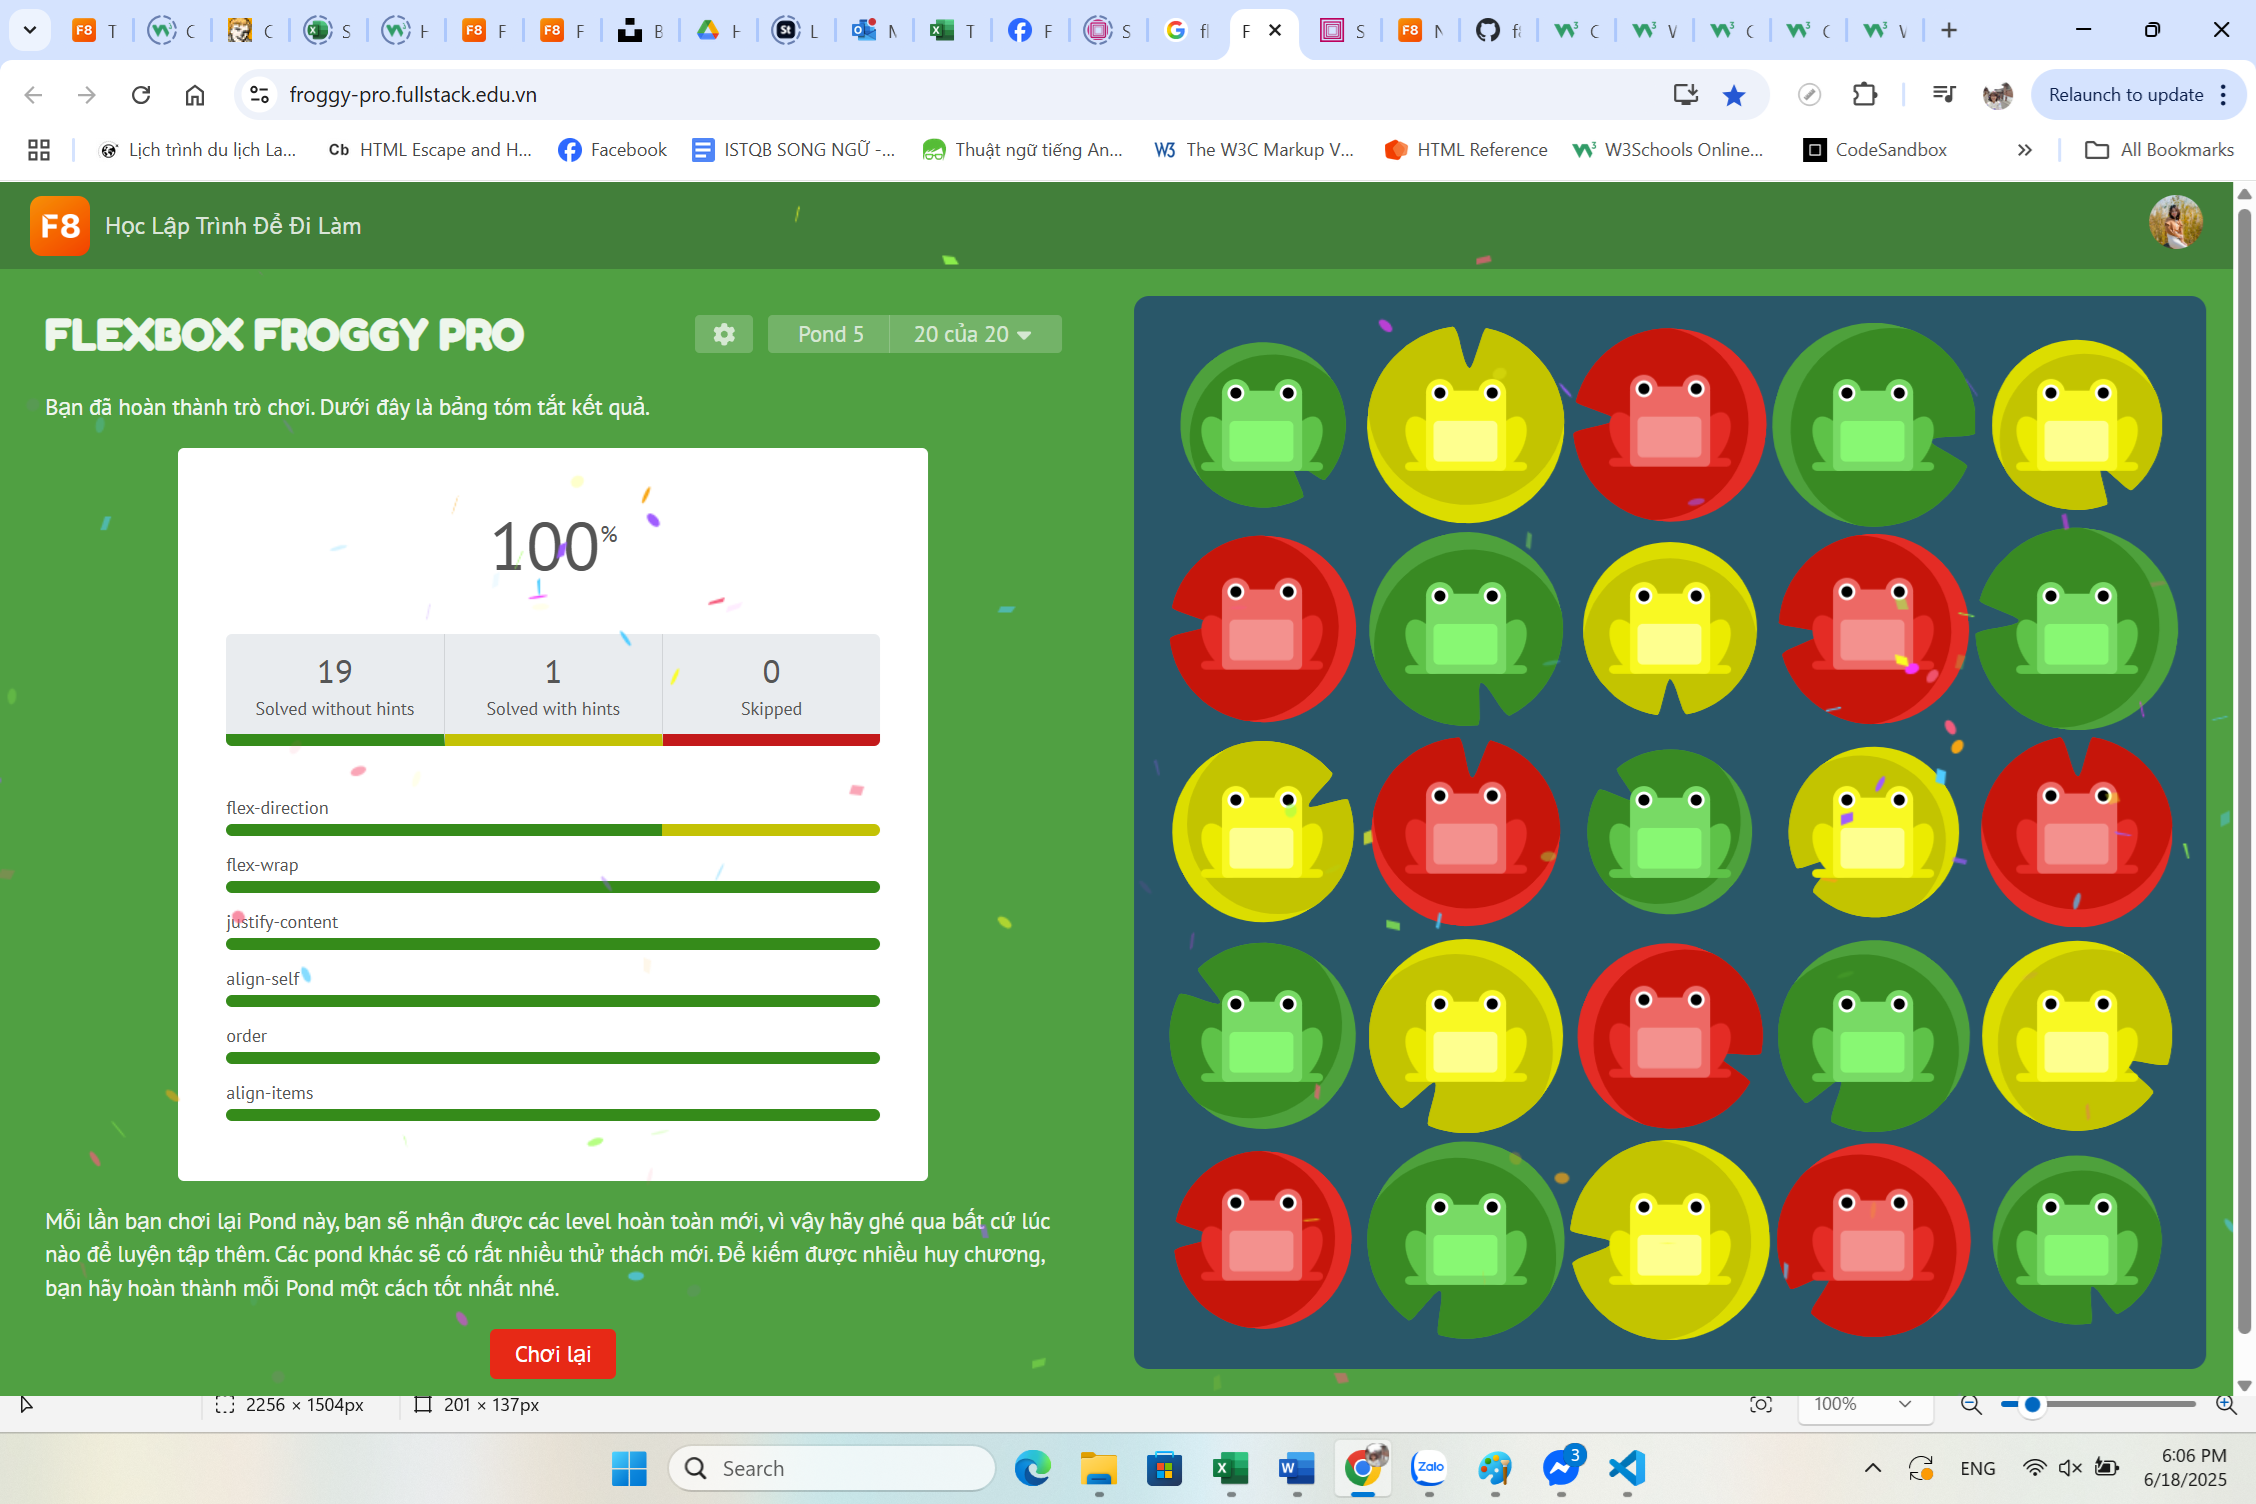 froggy-pro.fullstack.edu.vn
Relaunch to update
Lịch trình du lịch La...
Cb HTML Escape and H...
Facebook
ISTQB SONG NGỮ -...
Thuật ngữ tiếng An...
The W3C Markup V...
HTML Reference
W3Schools Online...
CodeSandbox
All Bookmarks
F8 Học Lập Trình Để Đi Làm
FLEXBOX FROGGY PRO
Pond 5
20 của 20
Bạn đã hoàn thành trò chơi. Dưới đây là bảng tóm tắt kết quả.
100%
19
Solved without hints
1
Solved with hints
0
Skipped
flex-direction
flex-wrap
justify-content
align-self
order
align-items
Mỗi lần bạn chơi lại Pond này, bạn sẽ nhận được các level hoàn toàn mới, vì vậy hãy ghé qua bất cứ lúc
nào để luyện tập thêm. Các pond khác sẽ có rất nhiều thử thách mới. Để kiếm được nhiều huy chương,
bạn hãy hoàn thành mỗi Pond một cách tốt nhất nhé.
Chơi lại
2256 × 1504px
201 × 137px
100%
Search
Zalo
3
ENG
6:06 PM
6/18/2025